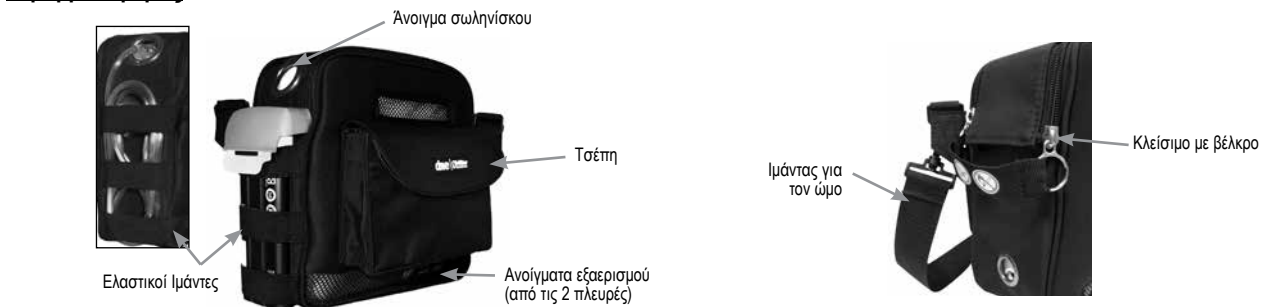 Άνοιγμα σωληνίσκου
Τσέπη
Ελαστικοί Ιμάντες
Ανοίγματα εξαερισμού
(από τις 2 πλευρές)
Ιμάντας για
τον ώμο
Κλείσιμο με βέλκρο